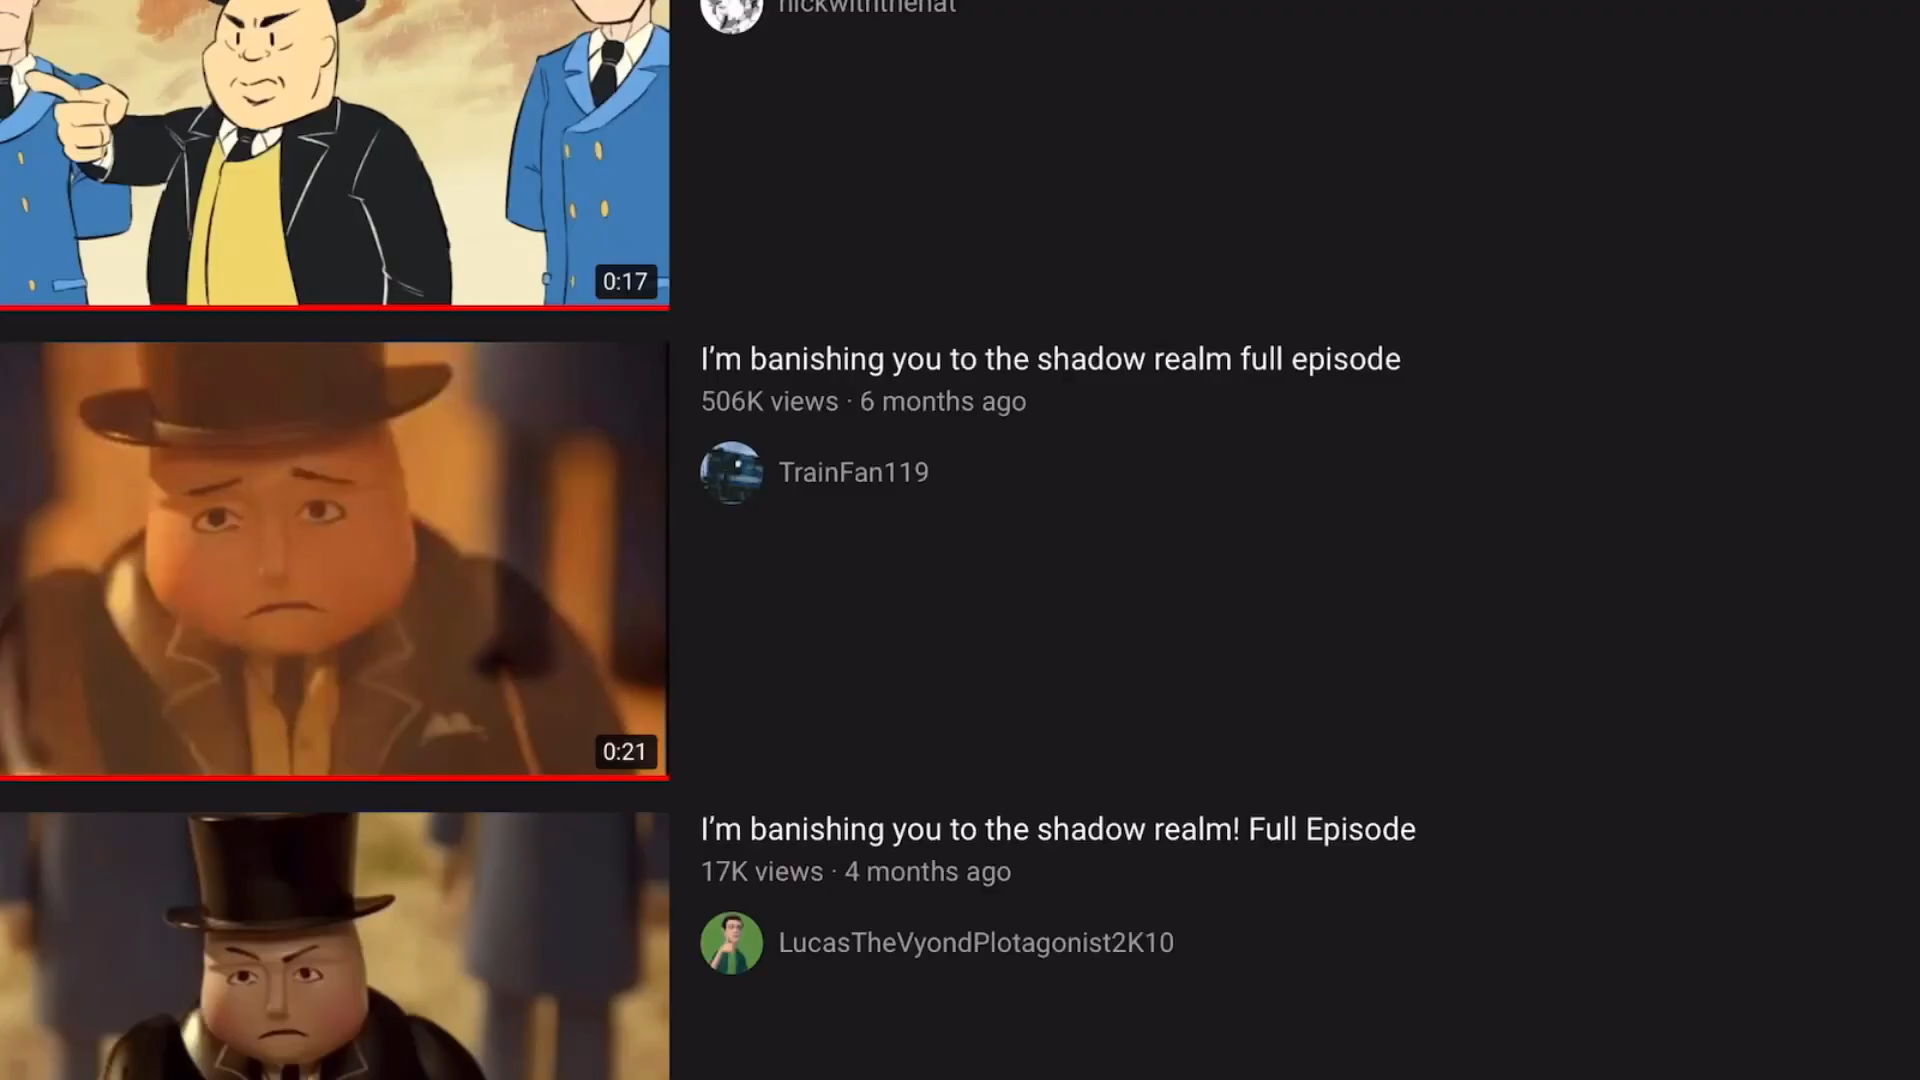 nickwiththehat
0:17
I'm banishing you to the shadow realm full episode
506K views · 6 months ago
TrainFan119
0:21
I'm banishing you to the shadow realm! Full Episode
17K views · 4 months ago
LucasTheVyondPlotagonist2K10